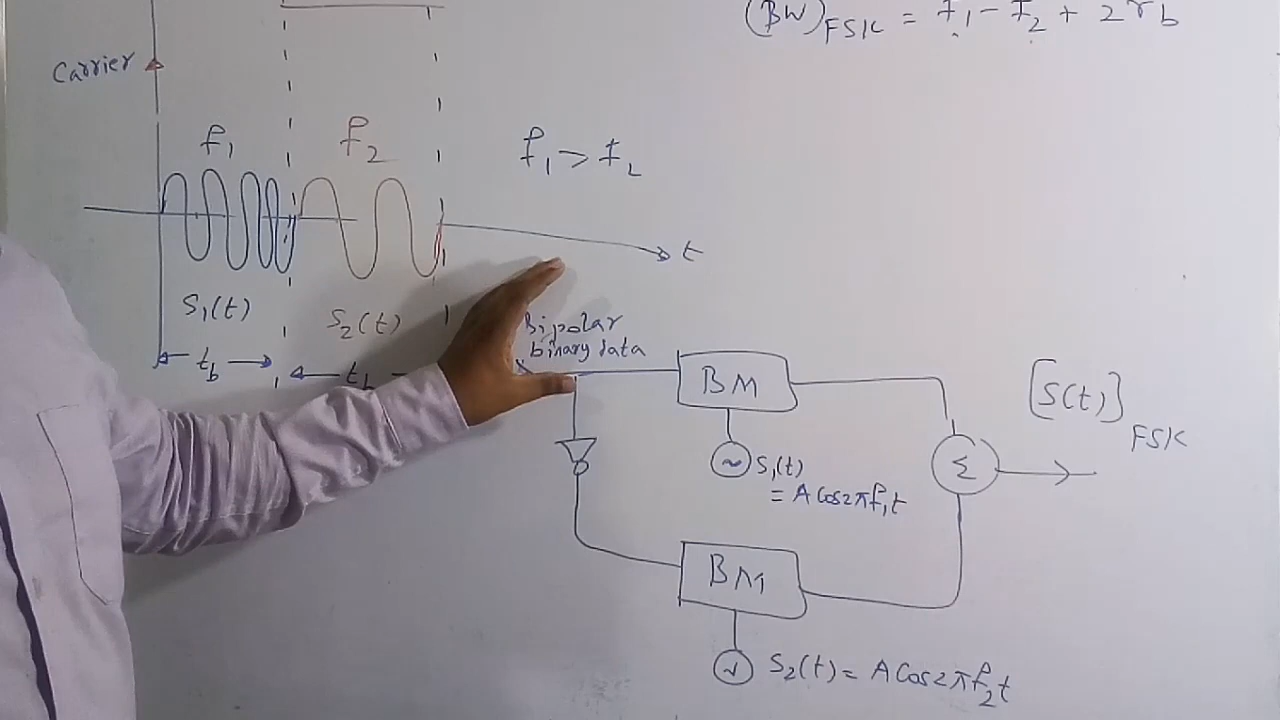 (BW)FSK = f1 - f2 + 2rb
Carrier
f1
f2
f1 > f2
t
S1(t)
S2(t)
tb
tb
Bipolar
binary data
BM
[S(t)]FSK
Σ
~ S1(t)
= A Cos2πf1t
BM
S2(t) = A Cos2πf2t